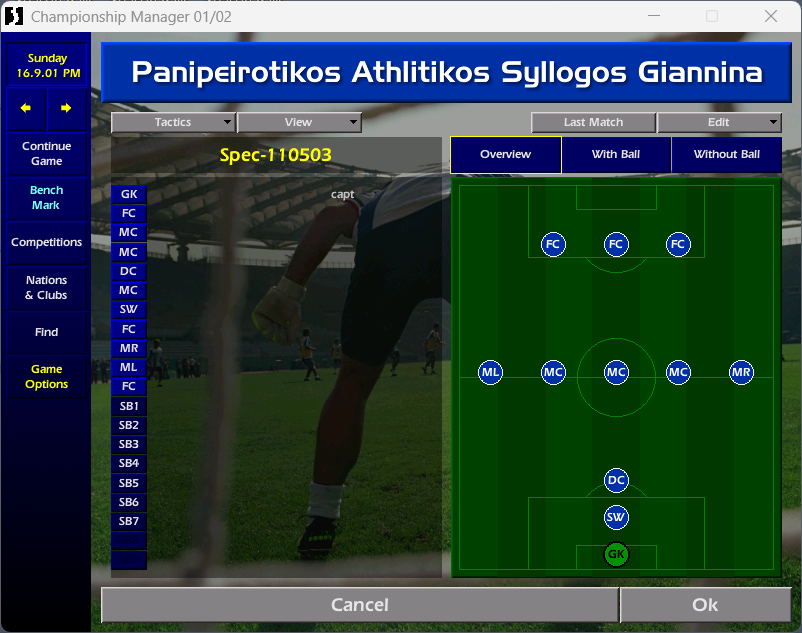 Championship Manager 01/02
Sunday
16.9.01 PM
Continue
Game
Bench
Mark
Competitions
Nations
& Clubs
Find
Game
Options
Panipeirotikos Athlitikos Syllogos Giannina
Tactics
View
Last Match
Edit
Spec-110503
Overview
With Ball
Without Ball
GK capt
FC
MC
MC
DC
MC
SW
FC
MR
ML
FC
SB1
SB2
SB3
SB4
SB5
SB6
SB7
FC FC FC
ML MC MC MC MR
DC
SW
GK
Cancel
Ok